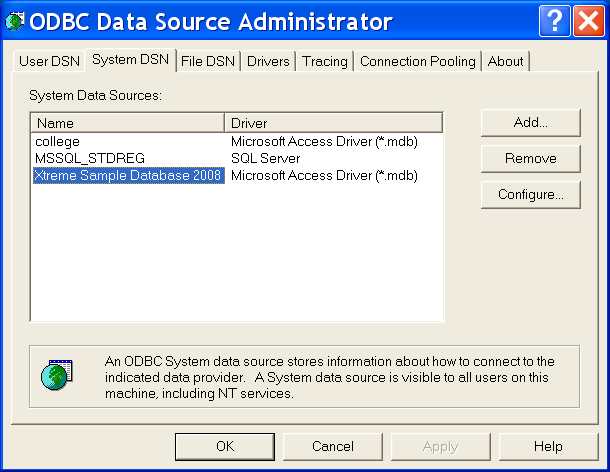 ODBC Data Source Administrator
User DSN System DSN File DSN Drivers Tracing Connection Pooling About
System Data Sources:
Name Driver
college Microsoft Access Driver (*.mdb)
MSSQL_STDREG SQL Server
Xtreme Sample Database 2008 Microsoft Access Driver (*.mdb)
Add...
Remove
Configure...
An ODBC System data source stores information about how to connect to the
indicated data provider. A System data source is visible to all users on this
machine, including NT services.
OK Cancel Apply Help